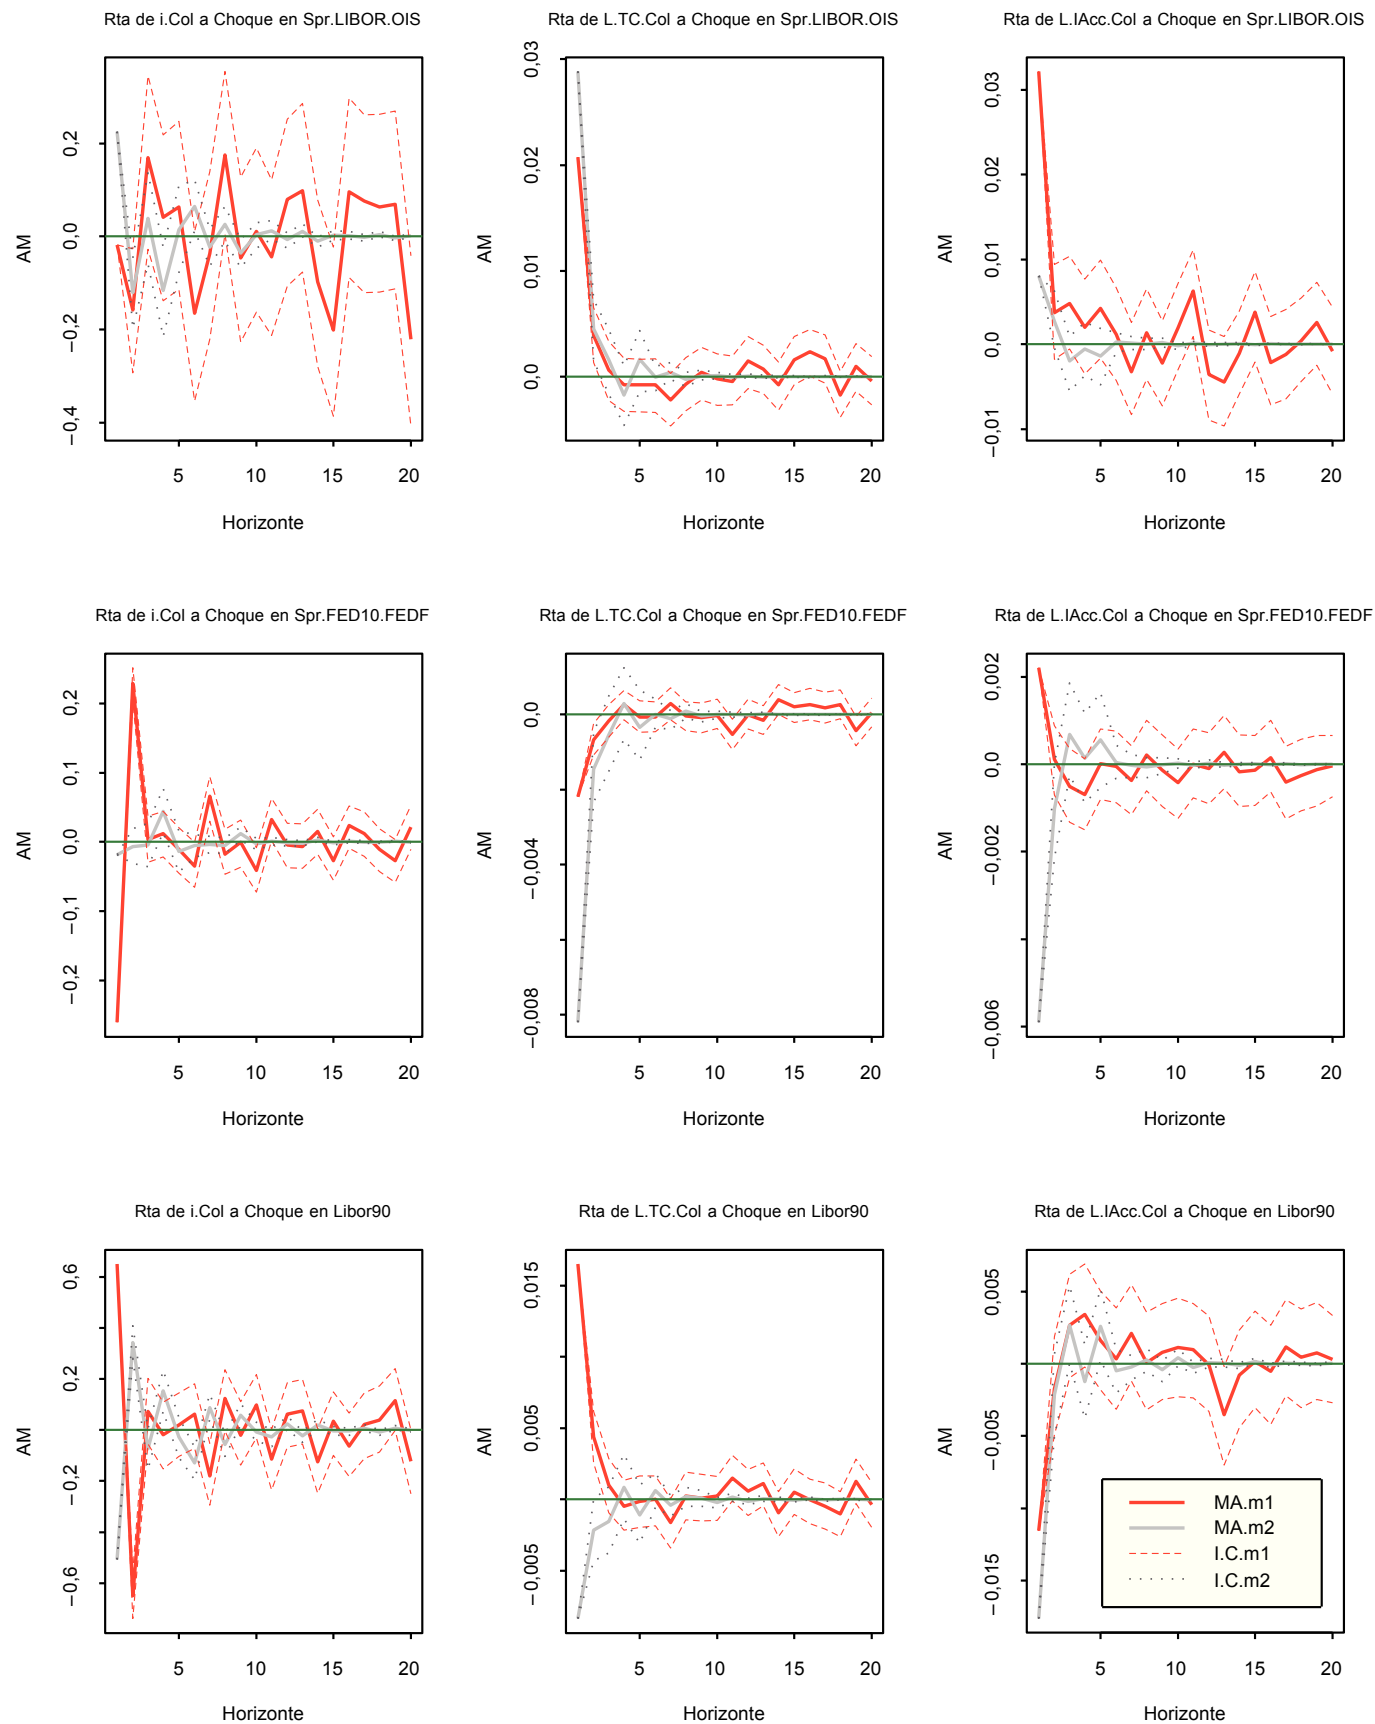 Rta de i.Col a Choque en Spr.LIBOR.OIS
AM
0,2
0,0
−0,2
−0,4
5 10 15 20
Horizonte
Rta de L.TC.Col a Choque en Spr.LIBOR.OIS
AM
0,03
0,02
0,01
0,0
5 10 15 20
Horizonte
Rta de L.IAcc.Col a Choque en Spr.LIBOR.OIS
AM
0,03
0,01
0,0
−0,01
5 10 15 20
Horizonte
Rta de i.Col a Choque en Spr.FED10.FEDF
AM
0,2
0,1
0,0
−0,1
−0,2
5 10 15 20
Horizonte
Rta de L.TC.Col a Choque en Spr.FED10.FEDF
AM
0,0
−0,004
−0,008
5 10 15 20
Horizonte
Rta de L.IAcc.Col a Choque en Spr.FED10.FEDF
AM
0,002
0,0
−0,002
−0,006
5 10 15 20
Horizonte
Rta de i.Col a Choque en Libor90
AM
0,6
0,2
−0,2
−0,6
5 10 15 20
Horizonte
Rta de L.TC.Col a Choque en Libor90
AM
0,015
0,005
−0,005
5 10 15 20
Horizonte
Rta de L.IAcc.Col a Choque en Libor90
AM
0,005
−0,005
−0,015
5 10 15 20
Horizonte
MA.m1
MA.m2
I.C.m1
I.C.m2